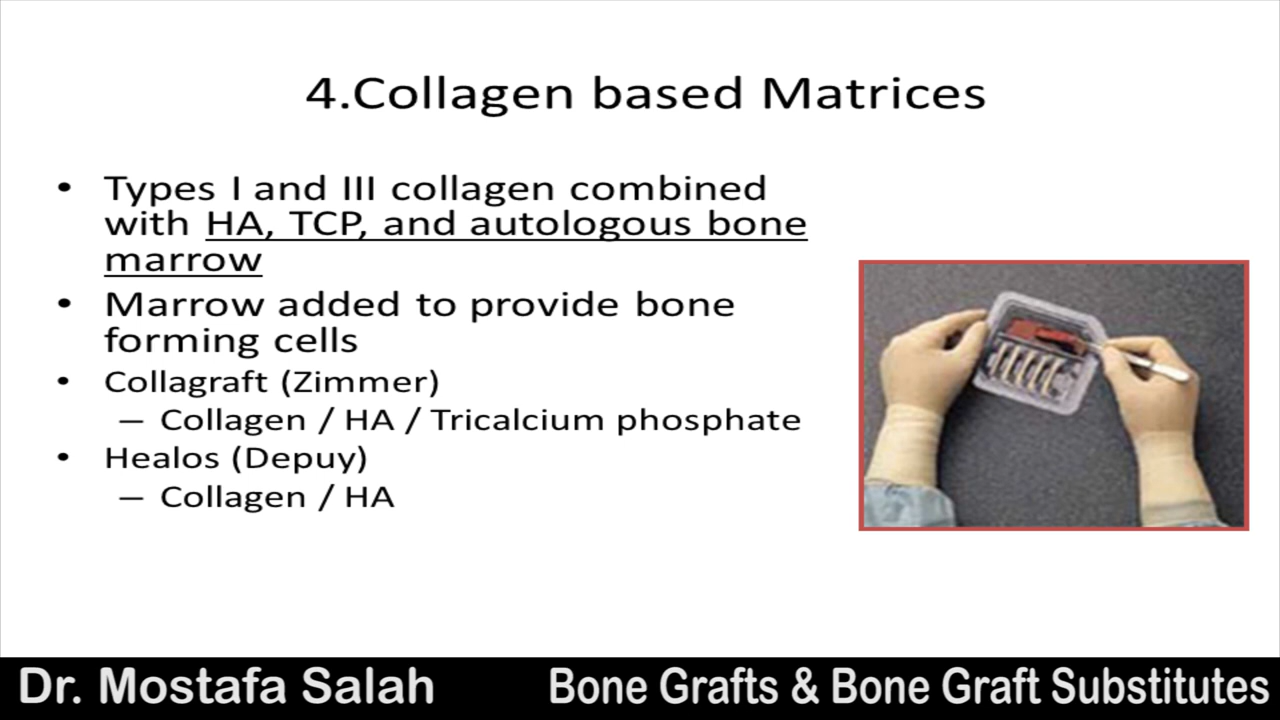 4.Collagen based Matrices
• Types I and III collagen combined
with HA, TCP, and autologous bone
marrow
• Marrow added to provide bone
forming cells
• Collagraft (Zimmer)
– Collagen / HA / Tricalcium phosphate
• Healos (Depuy)
– Collagen / HA
Dr. Mostafa Salah
Bone Grafts & Bone Graft Substitutes